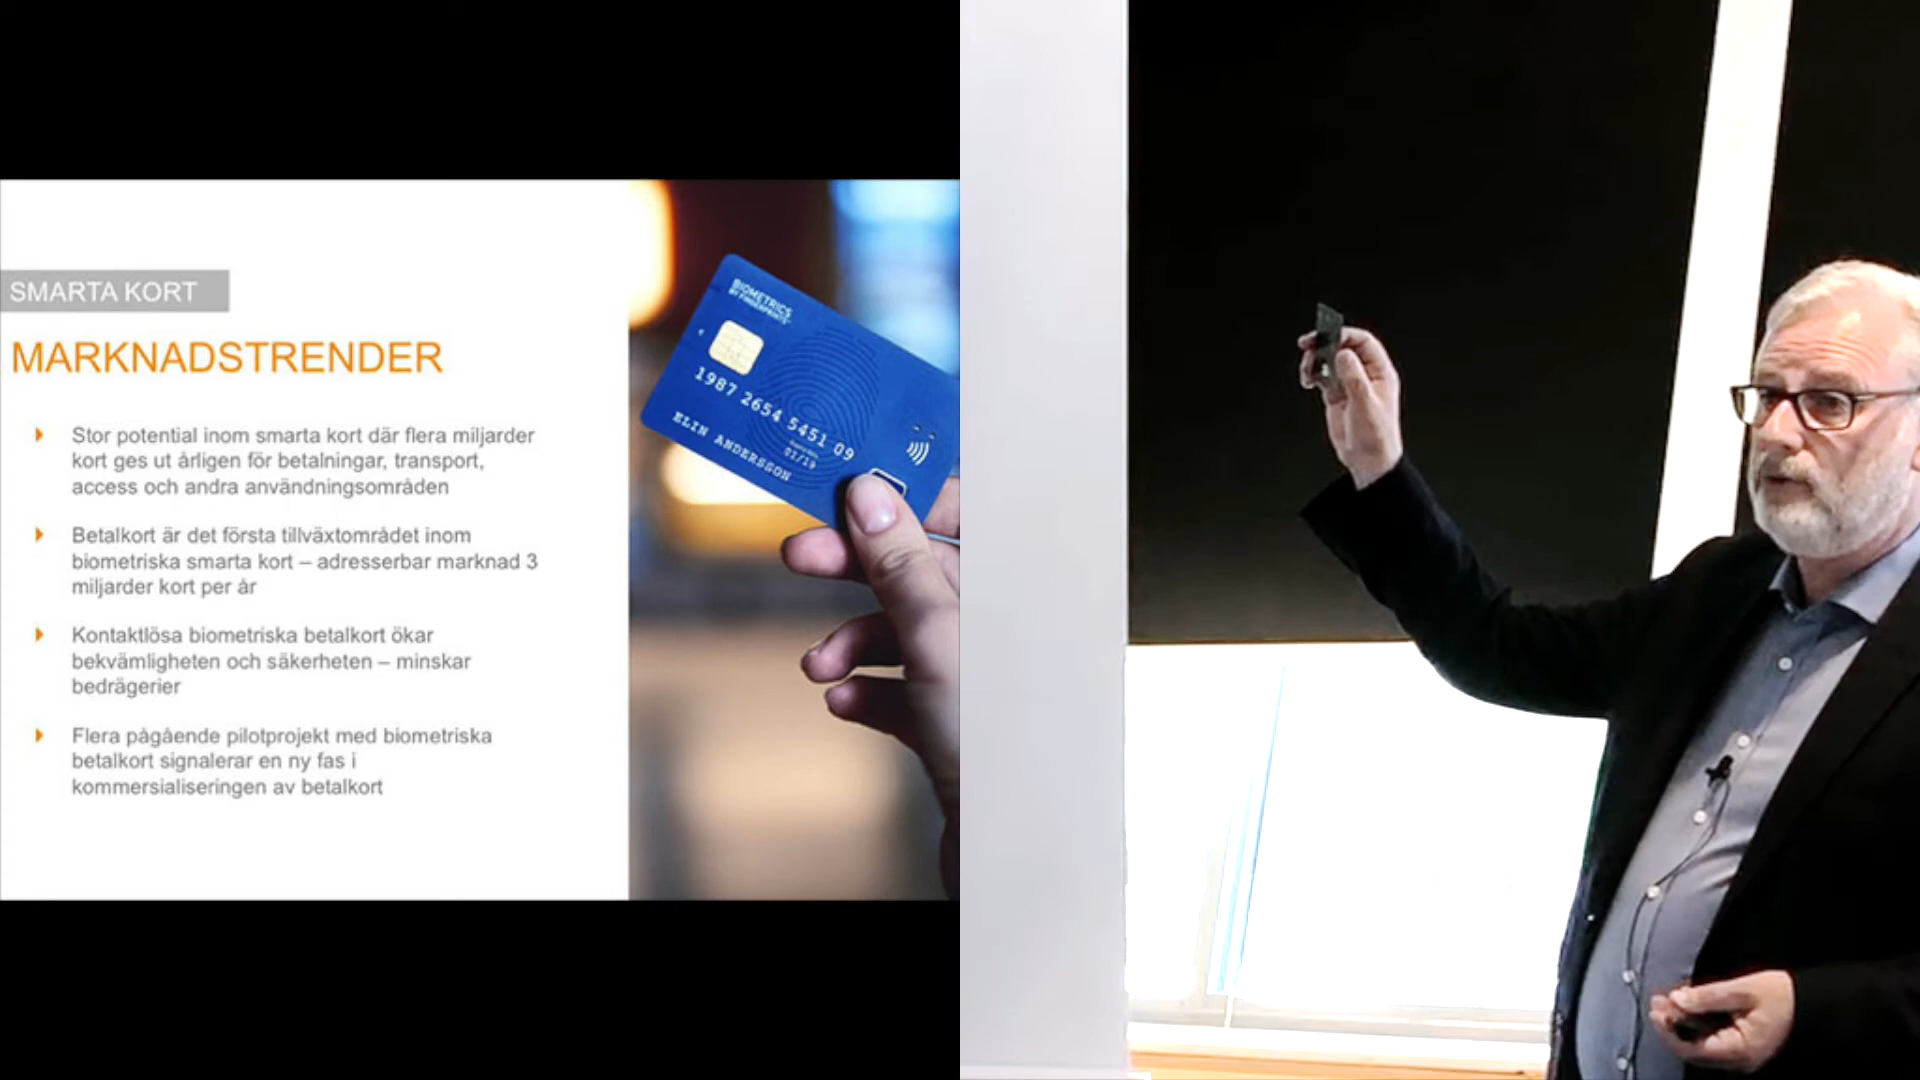 SMARTA KORT
MARKNADSTRENDER
Stor potential inom smarta kort där flera miljarder
kort ges ut årligen för betalningar, transport,
access och andra användningsområden
Betalkort är det första tillväxtområdet inom
biometriska smarta kort – adresserbar marknad 3
miljarder kort per år
Kontaktlösa biometriska betalkort ökar
bekvämligheten och säkerheten – minskar
bedrägerier
Flera pågående pilotprojekt med biometriska
betalkort signalerar en ny fas i
kommersialiseringen av betalkort
BIOMETRICS
BY FINGERPRINTS
1987 2654 5451 09
01/19
ELIN ANDERSSON